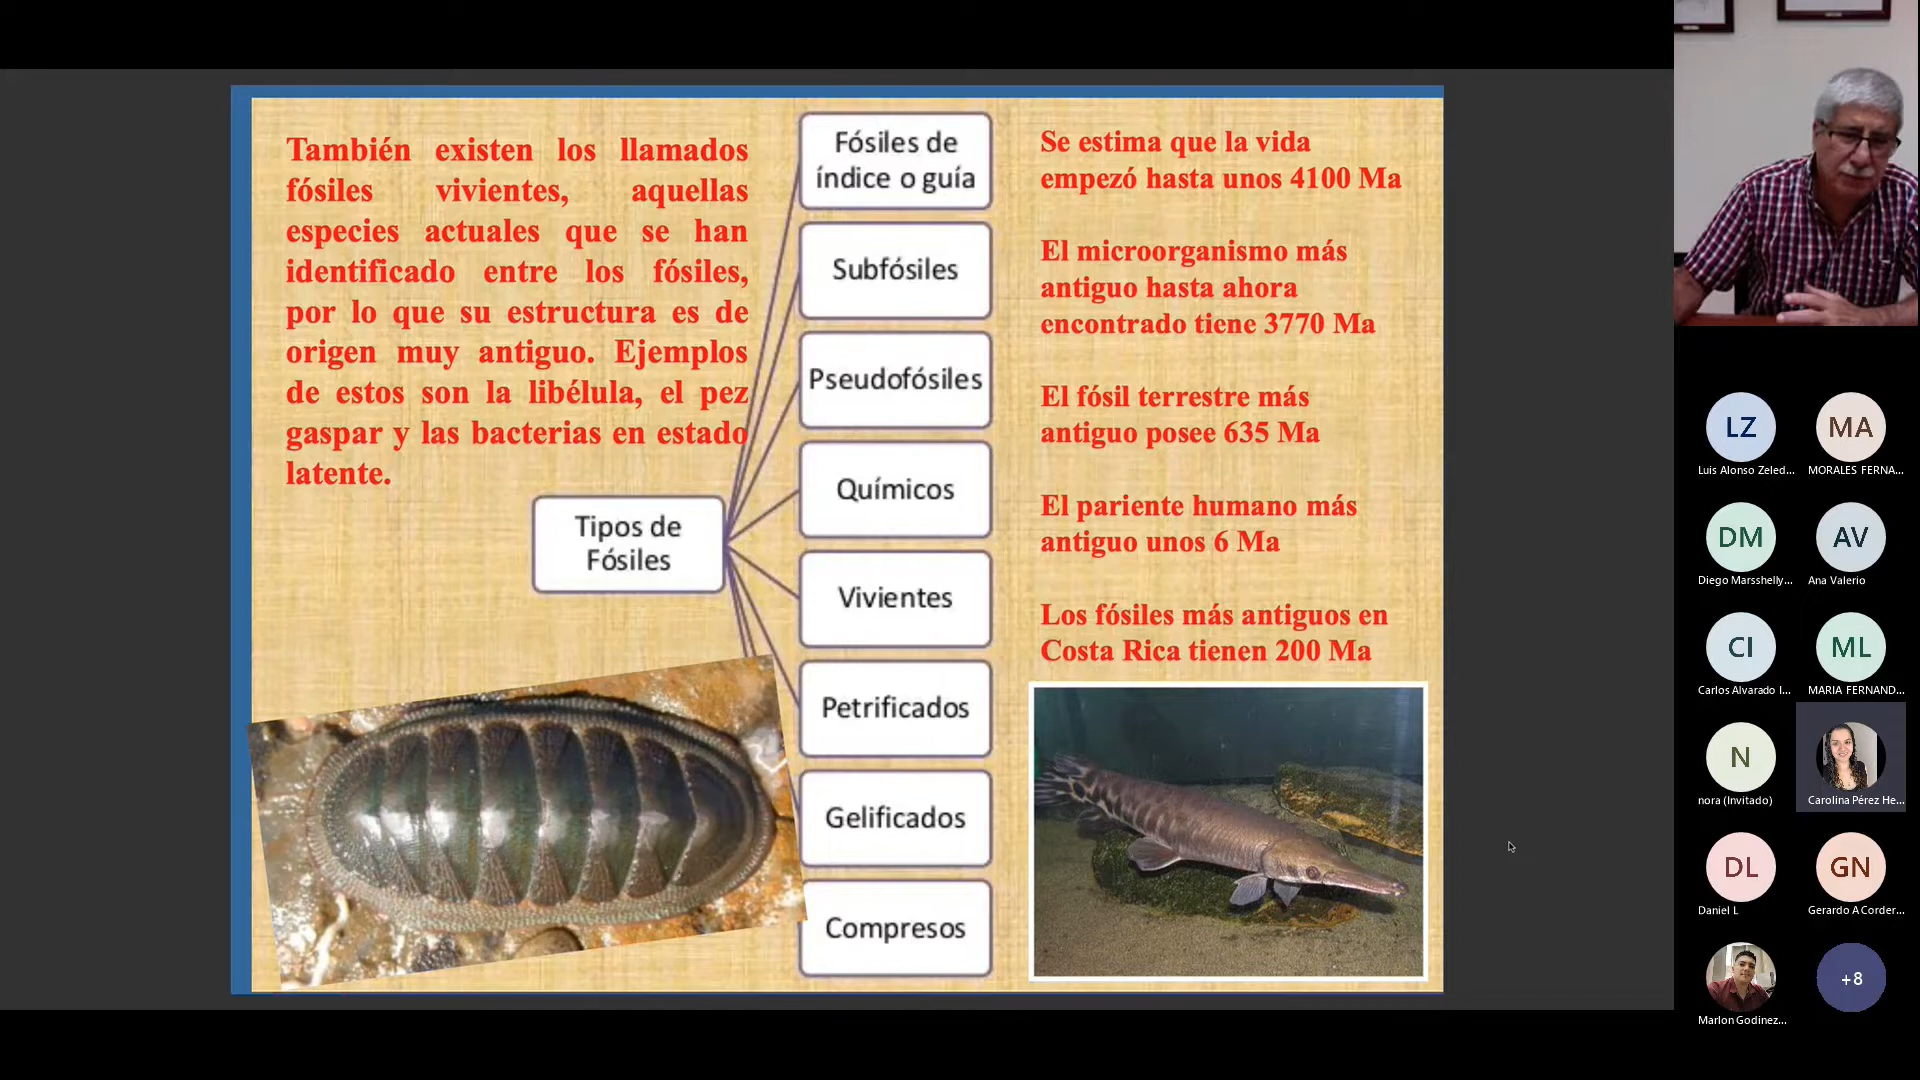 También existen los llamados
fósiles vivientes, aquellas
especies actuales que se han
identificado entre los fósiles,
por lo que su estructura es de
origen muy antiguo. Ejemplos
de estos son la libélula, el pez
gaspar y las bacterias en estado
latente.
Tipos de
Fósiles
Fósiles de
índice o guía
Subfósiles
Pseudofósiles
Químicos
Vivientes
Petrificados
Gelificados
Compresos
Se estima que la vida
empezó hasta unos 4100 Ma
El microorganismo más
antiguo hasta ahora
encontrado tiene 3770 Ma
El fósil terrestre más
antiguo posee 635 Ma
El pariente humano más
antiguo unos 6 Ma
Los fósiles más antiguos en
Costa Rica tienen 200 Ma
LZ
Luis Alonso Zeled...
MA
MORALES FERNA...
DM
Diego Marsshelly...
AV
Ana Valerio
CI
Carlos Alvarado I...
ML
MARIA FERNAND...
N
nora (Invitado)
Carolina Pérez He...
DL
Daniel L
GN
Gerardo A Corder...
Marlon Godinez...
+8